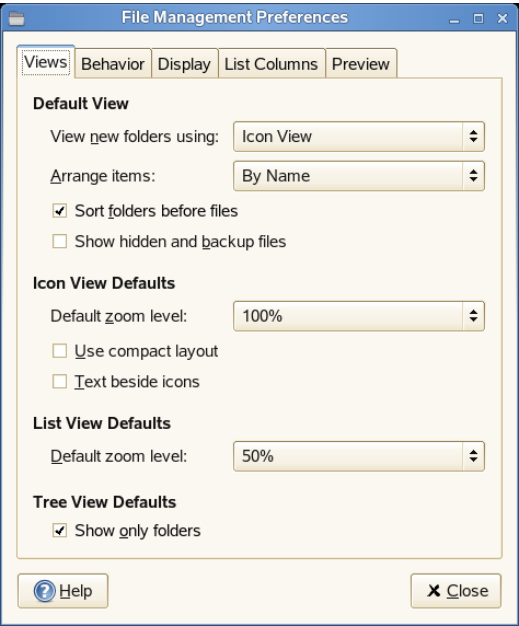 File Management Preferences
Views Behavior Display List Columns Preview
Default View
View new folders using: Icon View
Arrange items: By Name
Sort folders before files
Show hidden and backup files
Icon View Defaults
Default zoom level: 100%
Use compact layout
Text beside icons
List View Defaults
Default zoom level: 50%
Tree View Defaults
Show only folders
Help Close